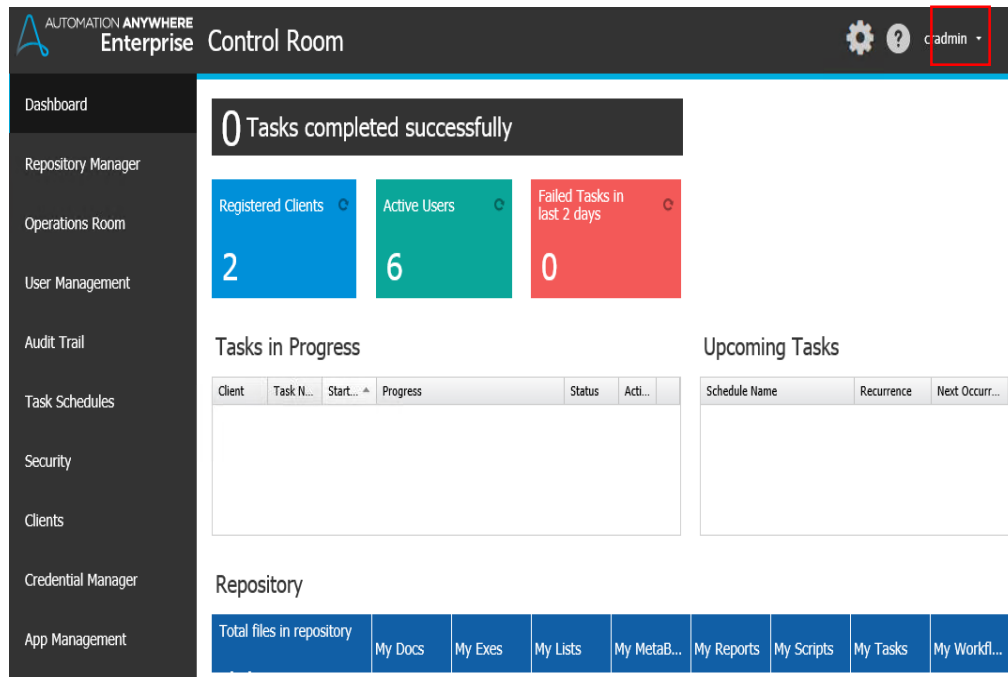 AUTOMATION ANYWHERE
Enterprise Control Room
cradmin
Dashboard
Repository Manager
Operations Room
User Management
Audit Trail
Task Schedules
Security
Clients
Credential Manager
App Management
0 Tasks completed successfully
Registered Clients
2
Active Users
6
Failed Tasks in
last 2 days
0
Tasks in Progress
Client Task N... Start... Progress Status Acti...
Upcoming Tasks
Schedule Name Recurrence Next Occurr...
Repository
Total files in repository
My Docs My Exes My Lists My MetaB... My Reports My Scripts My Tasks My Workfl...